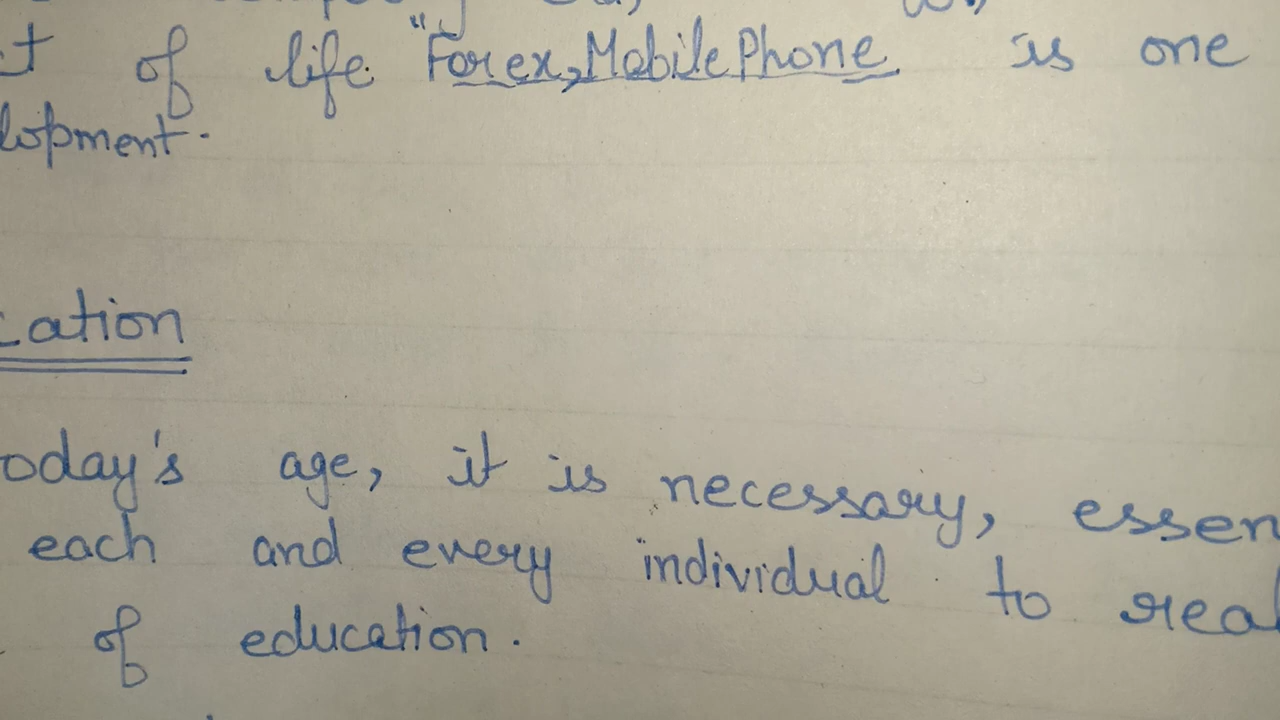 of life "Forex, Mobile Phone is one
lopment.
cation
oday's age, it is necessary, essen
each and every individual to real
of education.